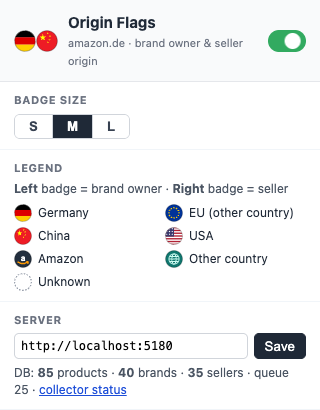 Origin Flags
amazon.de · brand owner & seller
origin
BADGE SIZE
S M L
LEGEND
Left badge = brand owner · Right badge = seller
Germany EU (other country)
China USA
a Amazon Other country
Unknown
SERVER
http://localhost:5180 Save
DB: 85 products · 40 brands · 35 sellers · queue
25 · collector status